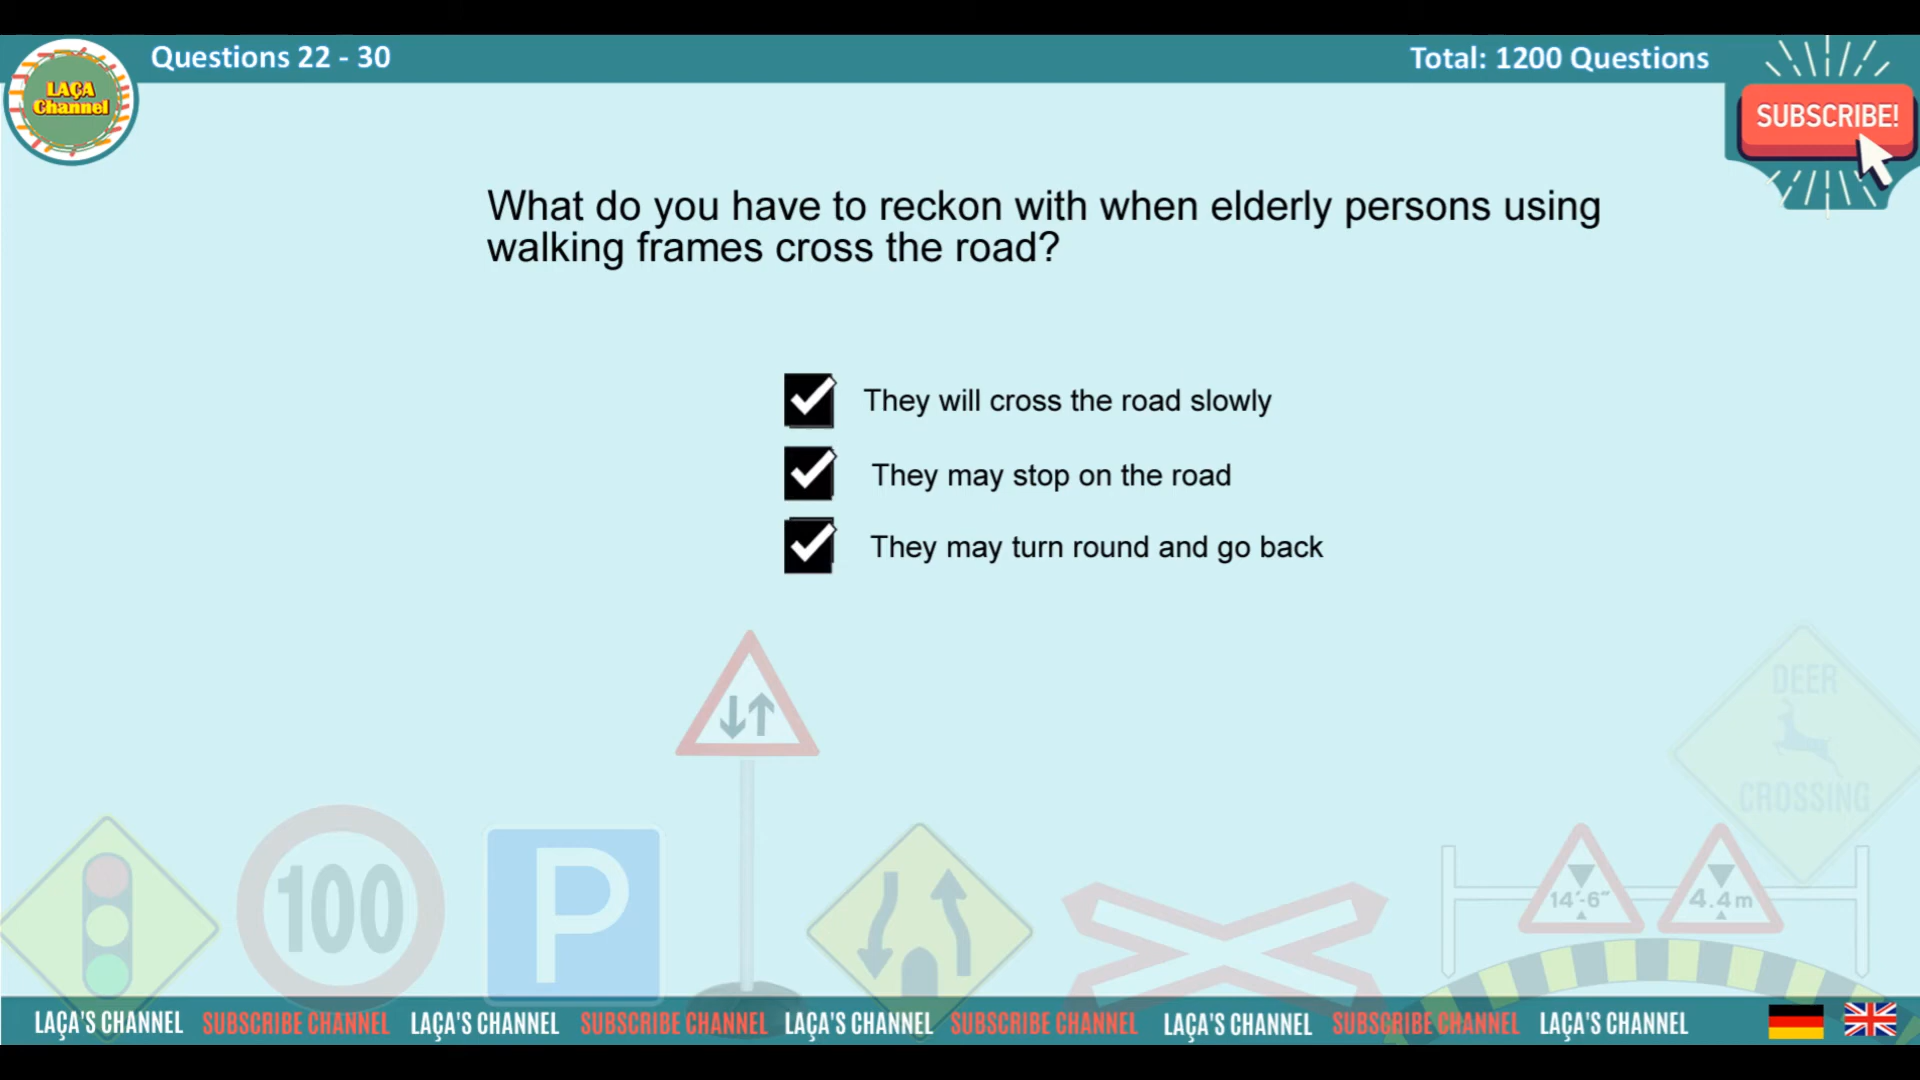 Questions 22 - 30
Total: 1200 Questions
LAÇA
Channel
SUBSCRIBE!
What do you have to reckon with when elderly persons using
walking frames cross the road?
They will cross the road slowly
They may stop on the road
They may turn round and go back
DEER
CROSSING
100
P
14'-6"
4.4m
LAÇA'S CHANNEL SUBSCRIBE CHANNEL LAÇA'S CHANNEL SUBSCRIBE CHANNEL LAÇA'S CHANNEL SUBSCRIBE CHANNEL LAÇA'S CHANNEL SUBSCRIBE CHANNEL LAÇA'S CHANNEL